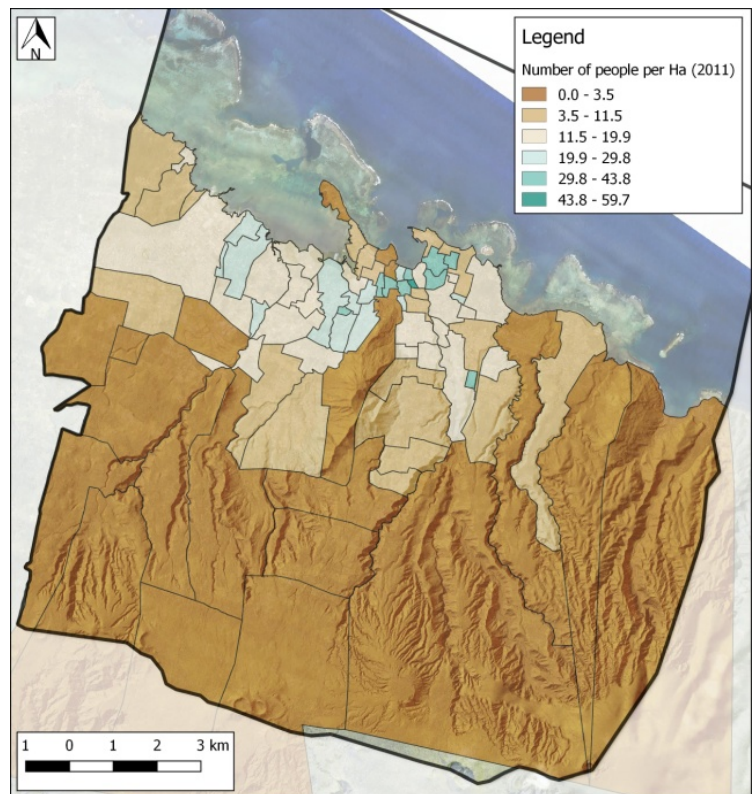 N
Legend
Number of people per Ha (2011)
0.0 - 3.5
3.5 - 11.5
11.5 - 19.9
19.9 - 29.8
29.8 - 43.8
43.8 - 59.7
1 0 1 2 3 km